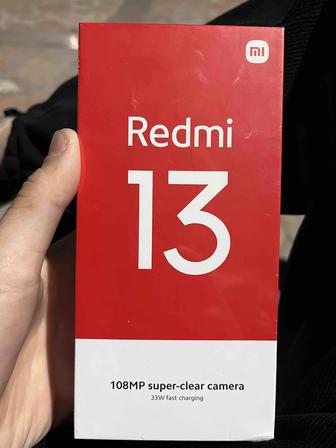 mi
Redmi
13
108MP super-clear camera
33W fast charging